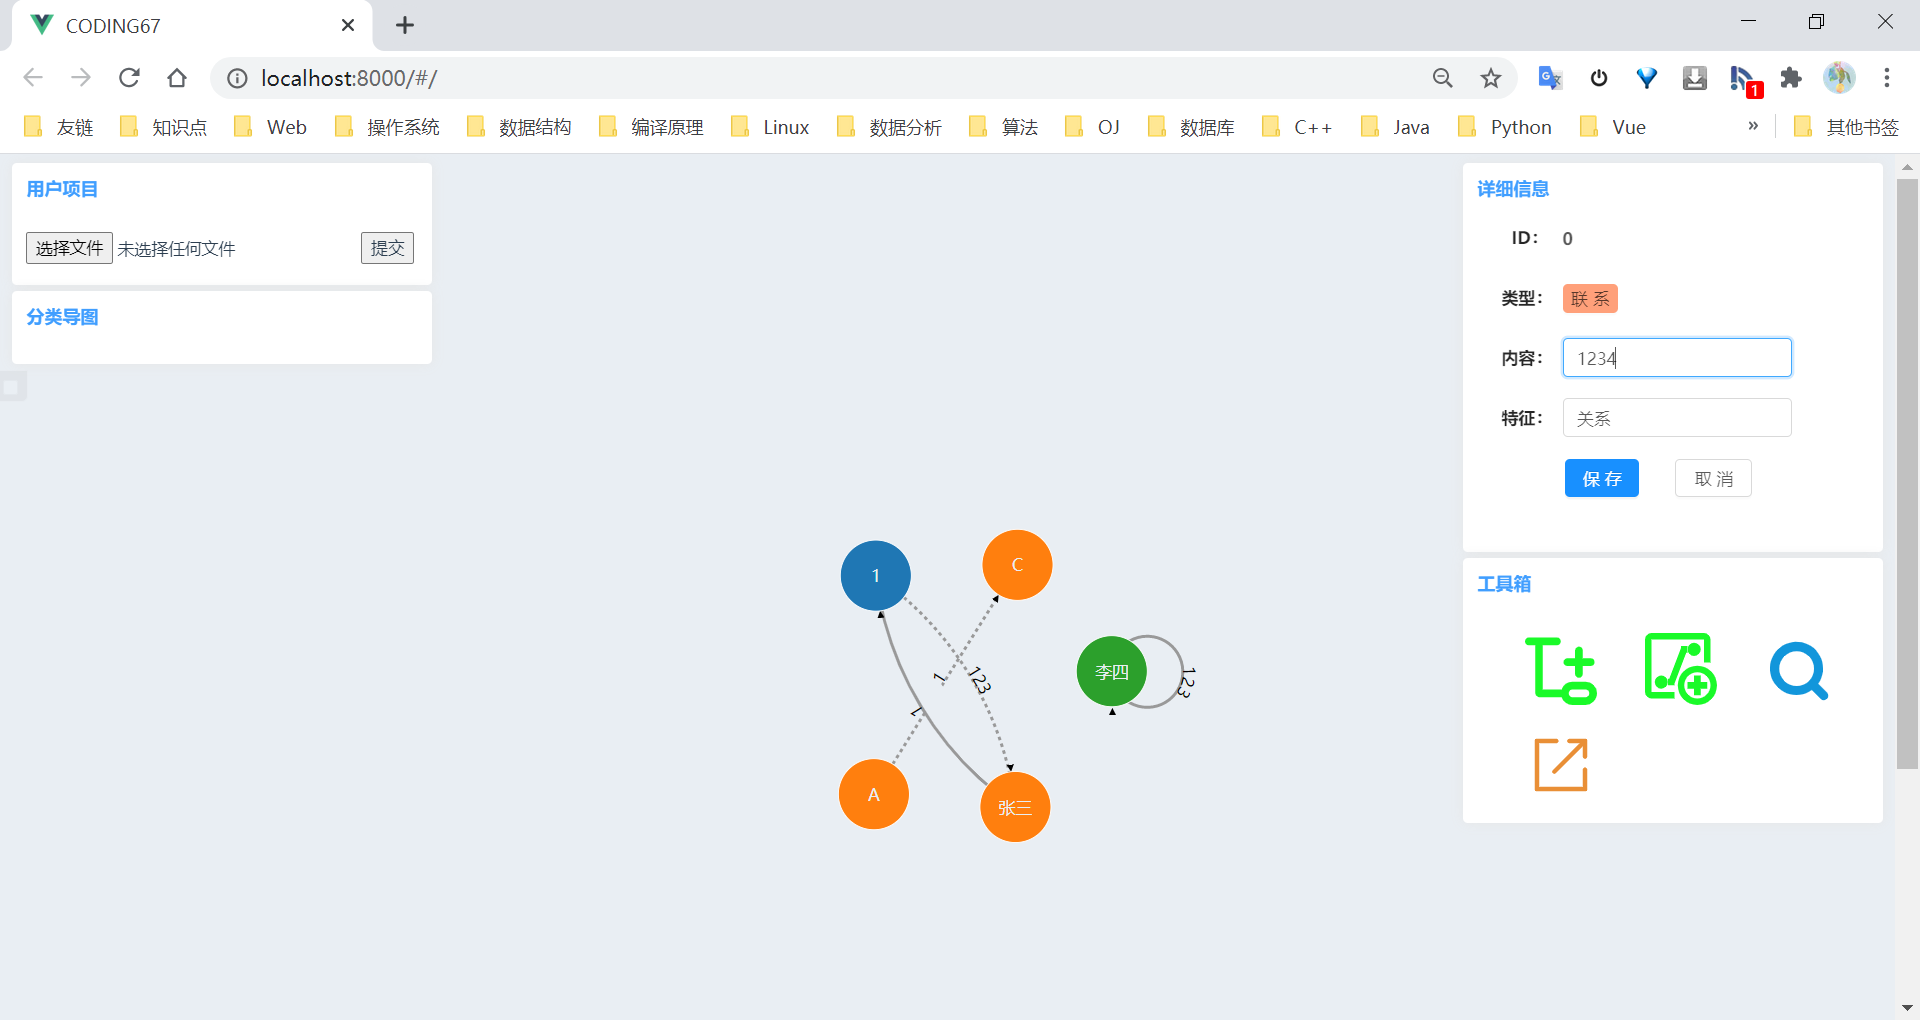 CODING67
localhost:8000/#/
1
友链 知识点 Web 操作系统 数据结构 编译原理 Linux 数据分析 算法 OJ 数据库 C++ Java Python Vue » 其他书签
用户项目
选择文件 未选择任何文件 提交
分类导图
1
C
李四
A
张三
1
123
1
123
详细信息
ID: 0
类型: 联系
内容: 1234
特征: 关系
保存 取消
工具箱